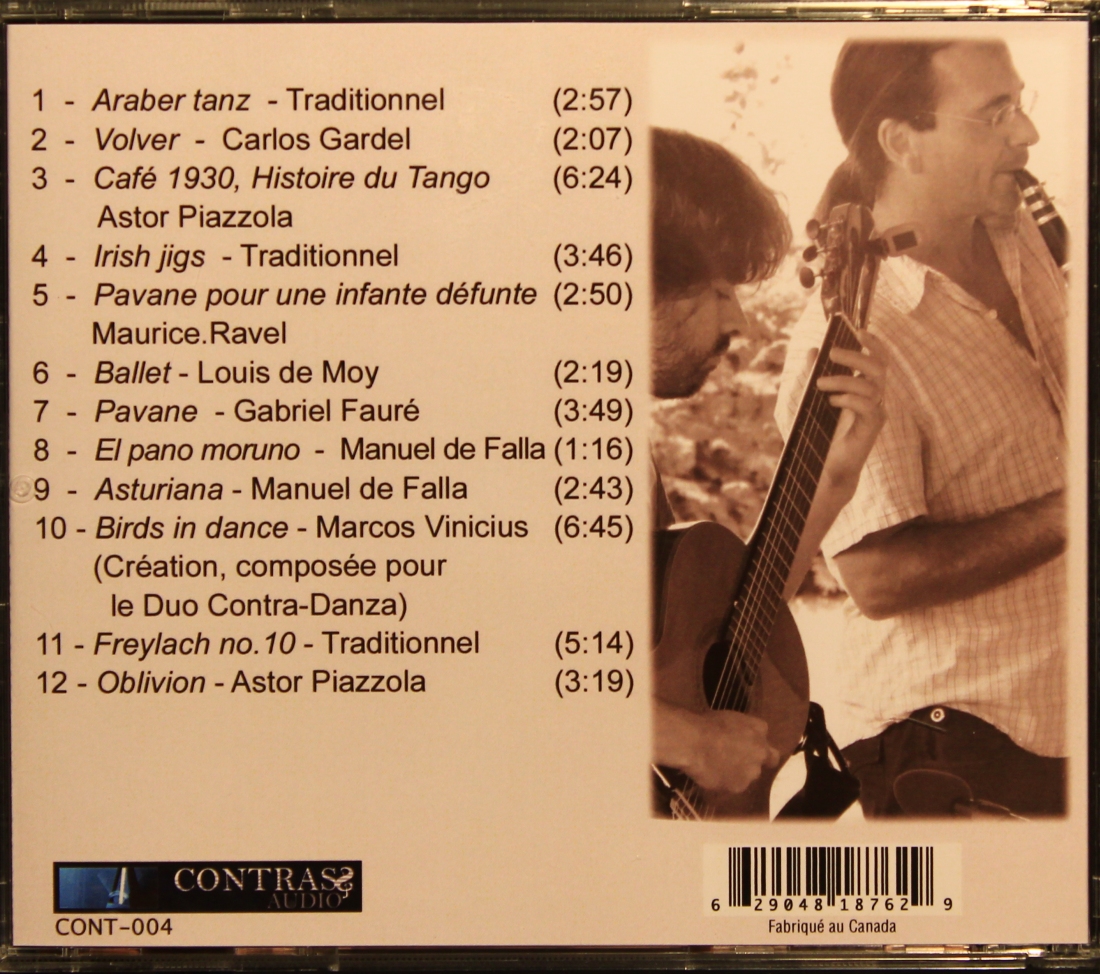 1 - Araber tanz - Traditionnel (2:57)
2 - Volver - Carlos Gardel (2:07)
3 - Café 1930, Histoire du Tango (6:24)
Astor Piazzola
4 - Irish jigs - Traditionnel (3:46)
5 - Pavane pour une infante défunte (2:50)
Maurice.Ravel
6 - Ballet - Louis de Moy (2:19)
7 - Pavane - Gabriel Fauré (3:49)
8 - El pano moruno - Manuel de Falla (1:16)
9 - Asturiana - Manuel de Falla (2:43)
10 - Birds in dance - Marcos Vinicius (6:45)
(Création, composée pour
le Duo Contra-Danza)
11 - Freylach no.10 - Traditionnel (5:14)
12 - Oblivion - Astor Piazzola (3:19)
CONTRAS
AUDIO
CONT-004
6 29048 18762 9
Fabriqué au Canada